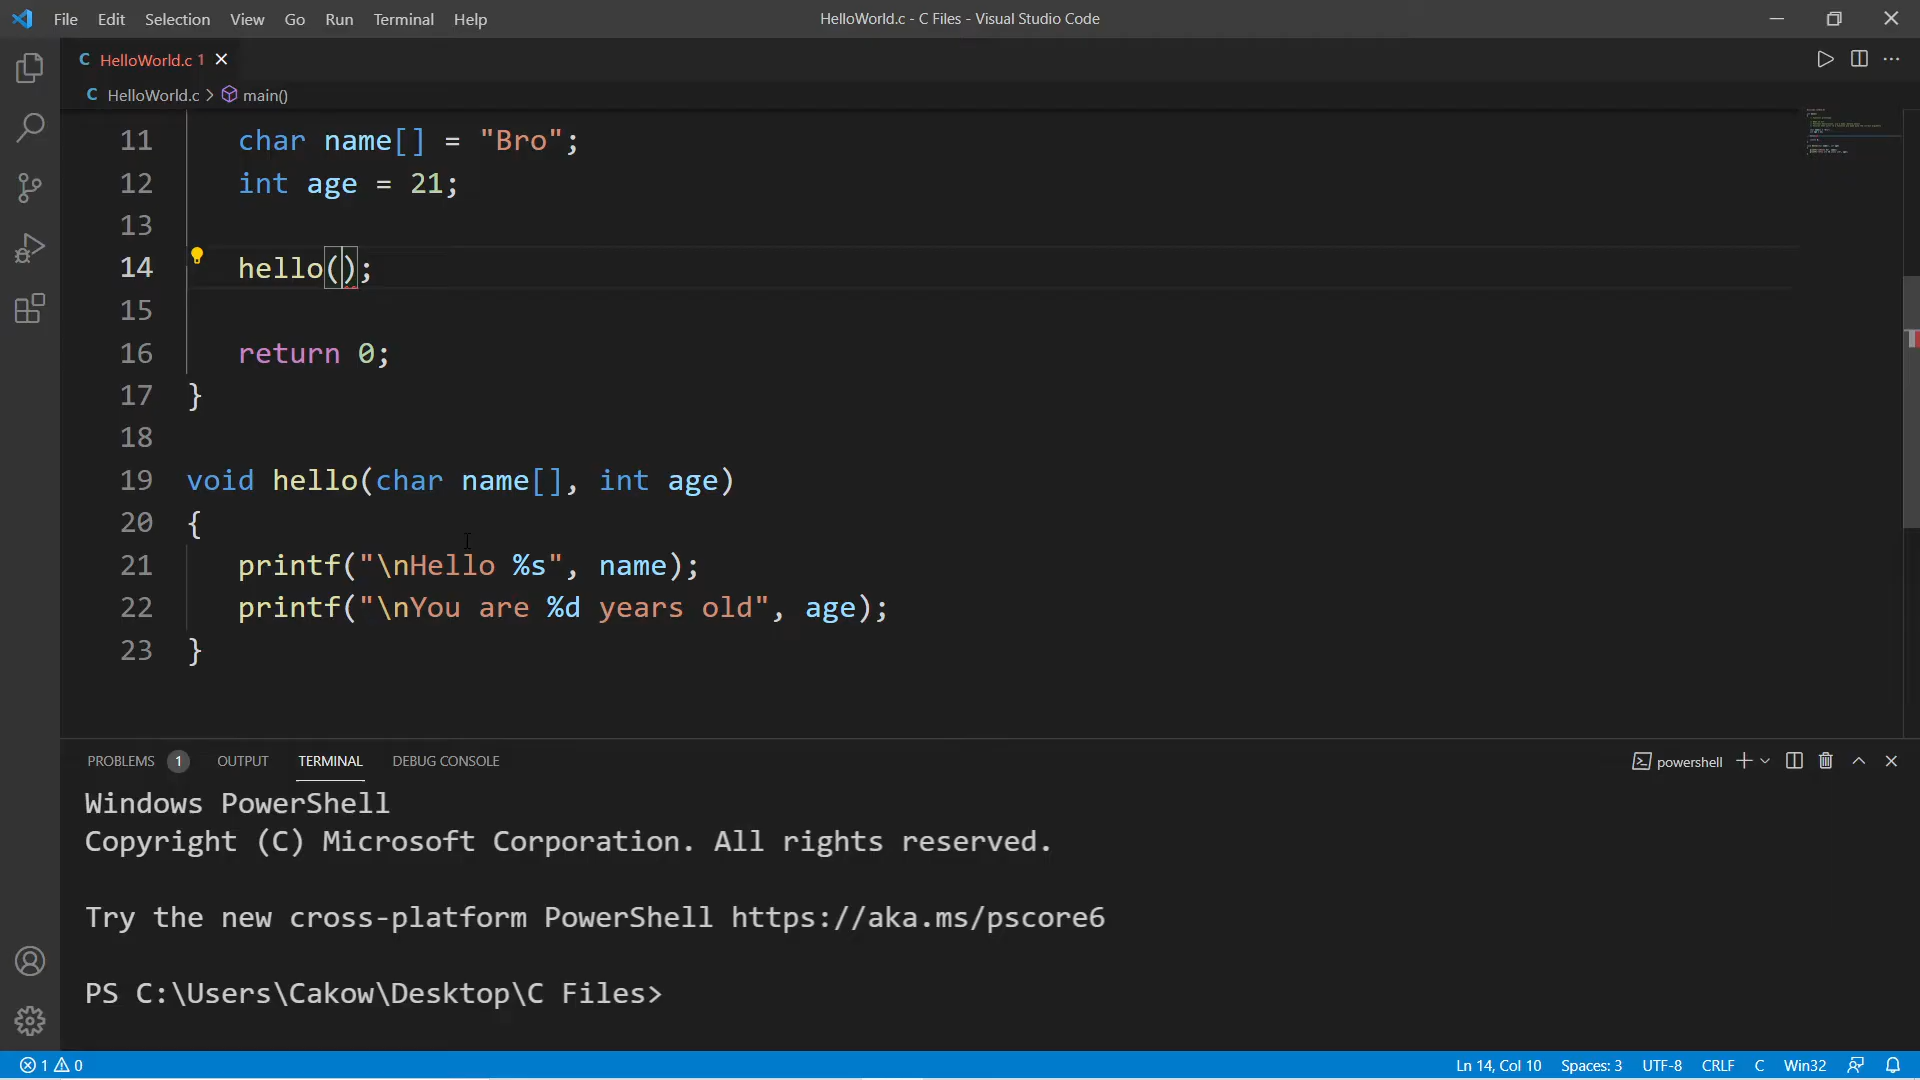 File Edit Selection View Go Run Terminal Help HelloWorld.c - C Files - Visual Studio Code
C HelloWorld.c 1
C HelloWorld.c > main()
11 char name[] = "Bro";
12 int age = 21;
13
14 hello();
15
16 return 0;
17 }
18
19 void hello(char name[], int age)
20 {
21 printf("\nHello %s", name);
22 printf("\nYou are %d years old", age);
23 }
PROBLEMS 1 OUTPUT TERMINAL DEBUG CONSOLE powershell
Windows PowerShell
Copyright (C) Microsoft Corporation. All rights reserved.
Try the new cross-platform PowerShell https://aka.ms/pscore6
PS C:\Users\Cakow\Desktop\C Files>
1 0 Ln 14, Col 10 Spaces: 3 UTF-8 CRLF C Win32